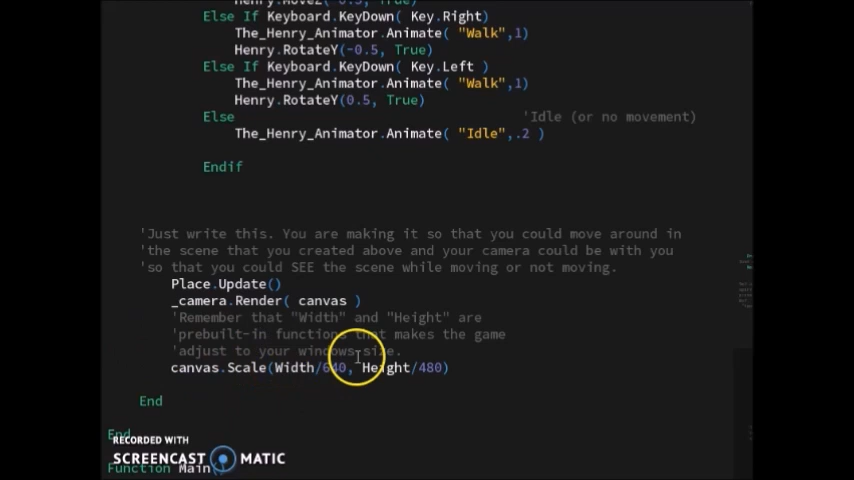 Henry.MoveZ( 0.5, True)
Else If Keyboard.KeyDown( Key.Right)
The_Henry_Animator.Animate( "Walk",1)
Henry.RotateY(-0.5, True)
Else If Keyboard.KeyDown( Key.Left )
The_Henry_Animator.Animate( "Walk",1)
Henry.RotateY(0.5, True)
Else 'Idle (or no movement)
The_Henry_Animator.Animate( "Idle",.2 )
Endif
'Just write this. You are making it so that you could move around in
'the scene that you created above and your camera could be with you
'so that you could SEE the scene while moving or not moving.
Place.Update()
_camera.Render( canvas )
'Remember that "Width" and "Height" are
'prebuilt-in functions that makes the game
'adjust to your windows-size.
canvas.Scale(Width/640, Height/480)
End
End
RECORDED WITH
SCREENCAST MATIC
Function Main()